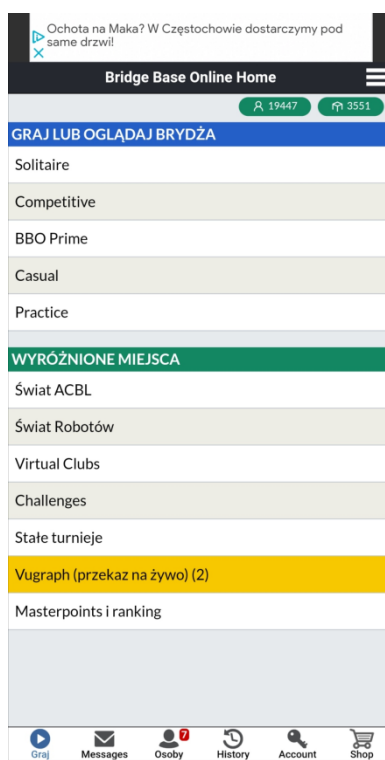 Ochota na Maka? W Częstochowie dostarczymy pod
same drzwi!
Bridge Base Online Home
19447 3551
GRAJ LUB OGLĄDAJ BRYDŻA
Solitaire
Competitive
BBO Prime
Casual
Practice
WYRÓŻNIONE MIEJSCA
Świat ACBL
Świat Robotów
Virtual Clubs
Challenges
Stałe turnieje
Vugraph (przekaz na żywo) (2)
Masterpoints i ranking
7
Graj Messages Osoby History Account Shop